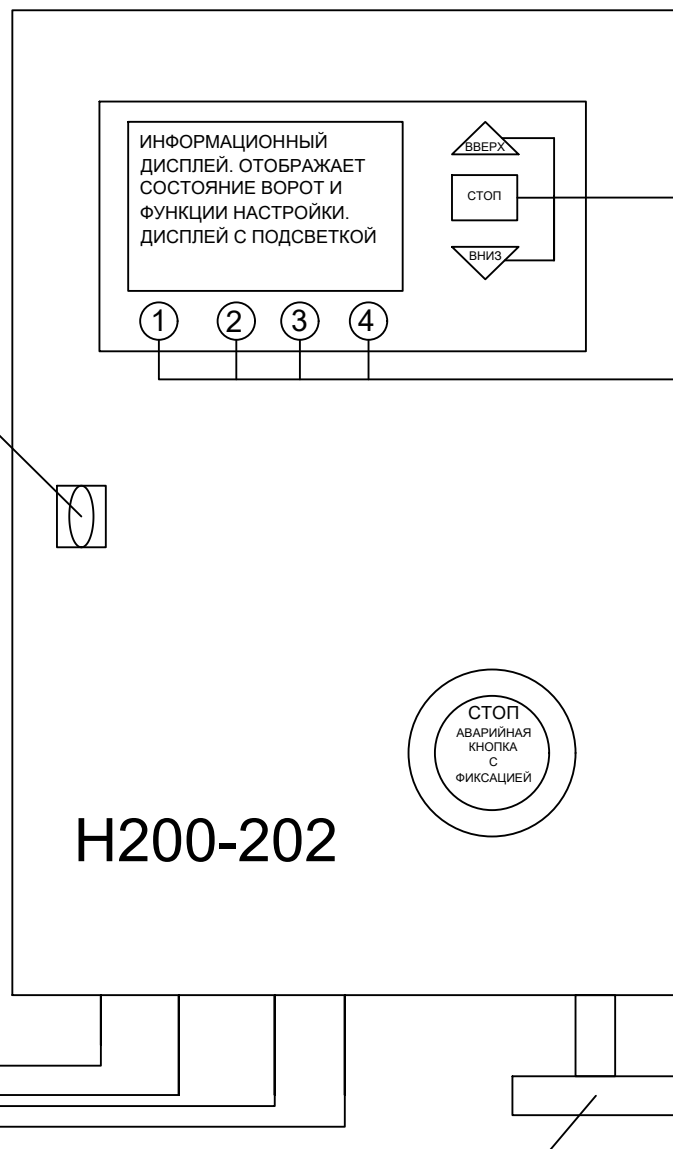 ИНФОРМАЦИОННЫЙ
ДИСПЛЕЙ. ОТОБРАЖАЕТ
СОСТОЯНИЕ ВОРОТ И
ФУНКЦИИ НАСТРОЙКИ.
ДИСПЛЕЙ С ПОДСВЕТКОЙ
ВВЕРХ
СТОП
ВНИЗ
1 2 3 4
СТОП
АВАРИЙНАЯ
КНОПКА
С
ФИКСАЦИЕЙ
H200-202